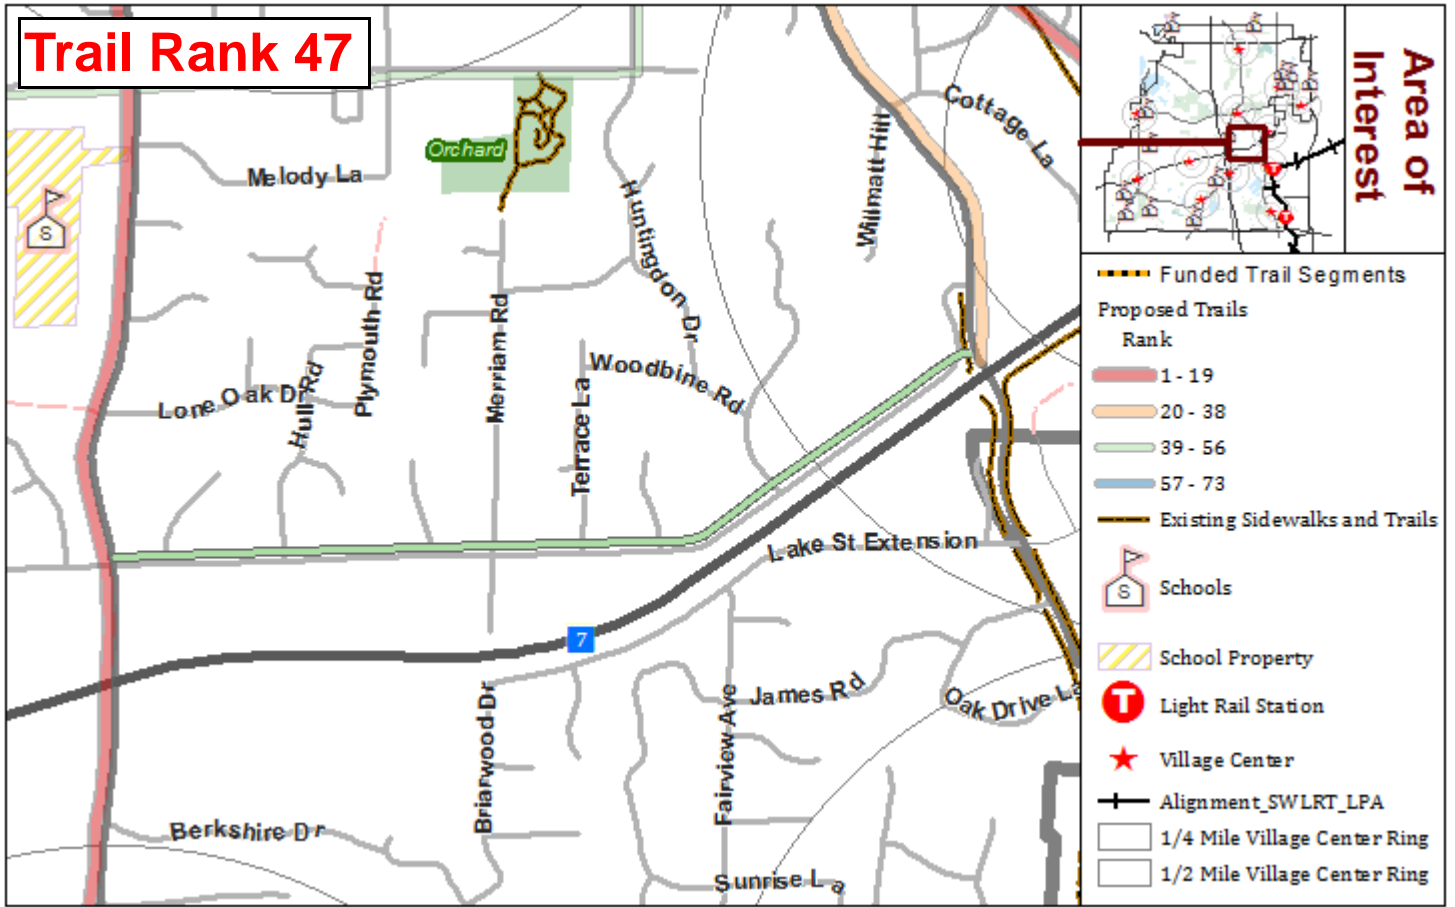 Trail Rank 47
Orchard
Melody La
S
Huntingdon Dr
Willmatt Hill
Cottage La
Plymouth Rd
Merriam Rd
Lone Oak Dr
Hull Rd
Terrace La
Woodbine Rd
Lake St Extension
7
Briarwood Dr
James Rd
Fairview Ave
Oak Drive La
Berkshire Dr
Sunrise La
Area of
Interest
T
T
Funded Trail Segments
Proposed Trails
Rank
1 - 19
20 - 38
39 - 56
57 - 73
Existing Sidewalks and Trails
S
Schools
School Property
T
Light Rail Station
Village Center
Alignment_SWLRT_LPA
1/4 Mile Village Center Ring
1/2 Mile Village Center Ring